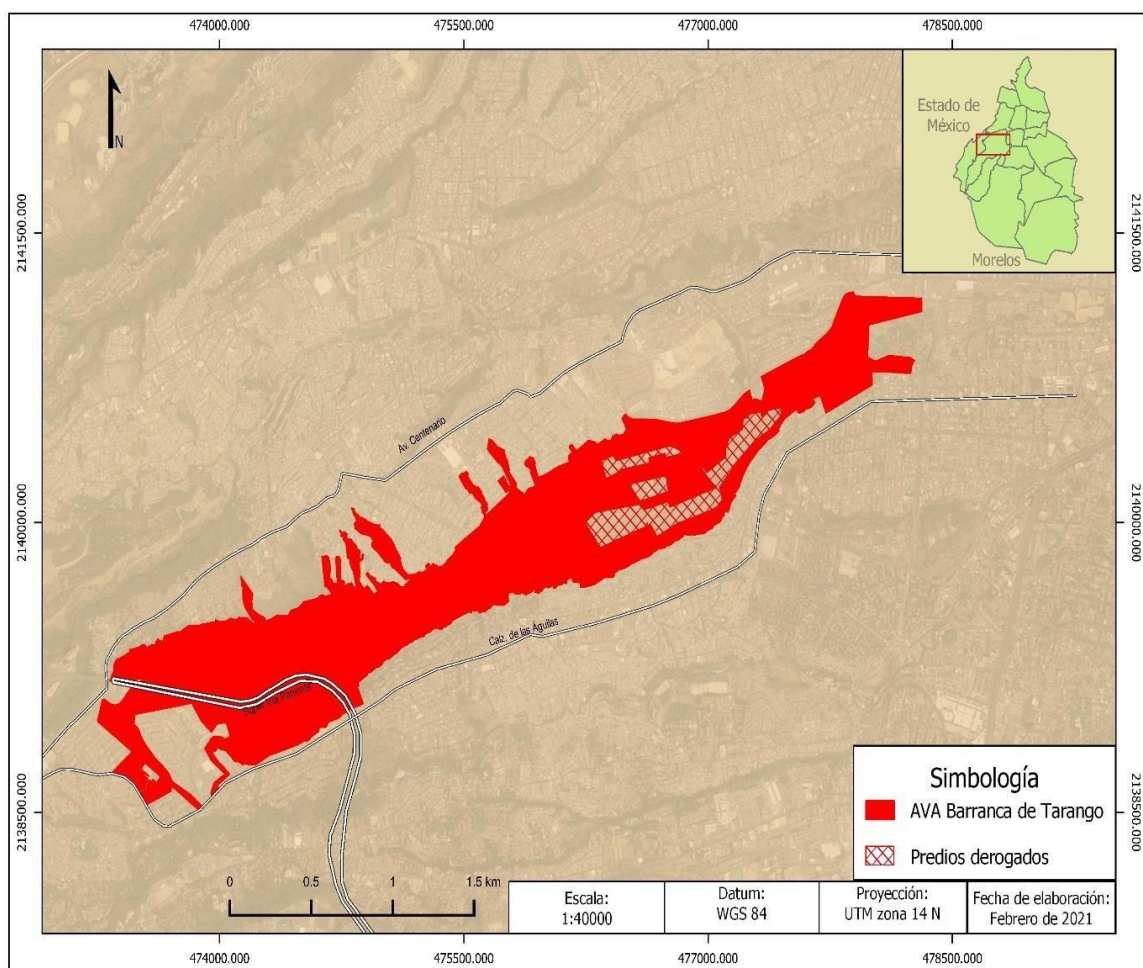 474000.000
475500.000
477000.000
478500.000
N
Estado de
México
Morelos
2141500.000
2141500.000
Av. Centenario
2140000.000
2140000.000
Calz. de las Águilas
2138500.000
2138500.000
Simbología
AVA Barranca de Tarango
Predios derogados
0
0.5
1
1.5 km
Escala:
1:40000
Datum:
WGS 84
Proyección:
UTM zona 14 N
Fecha de elaboración:
Febrero de 2021
474000.000
475500.000
477000.000
478500.000